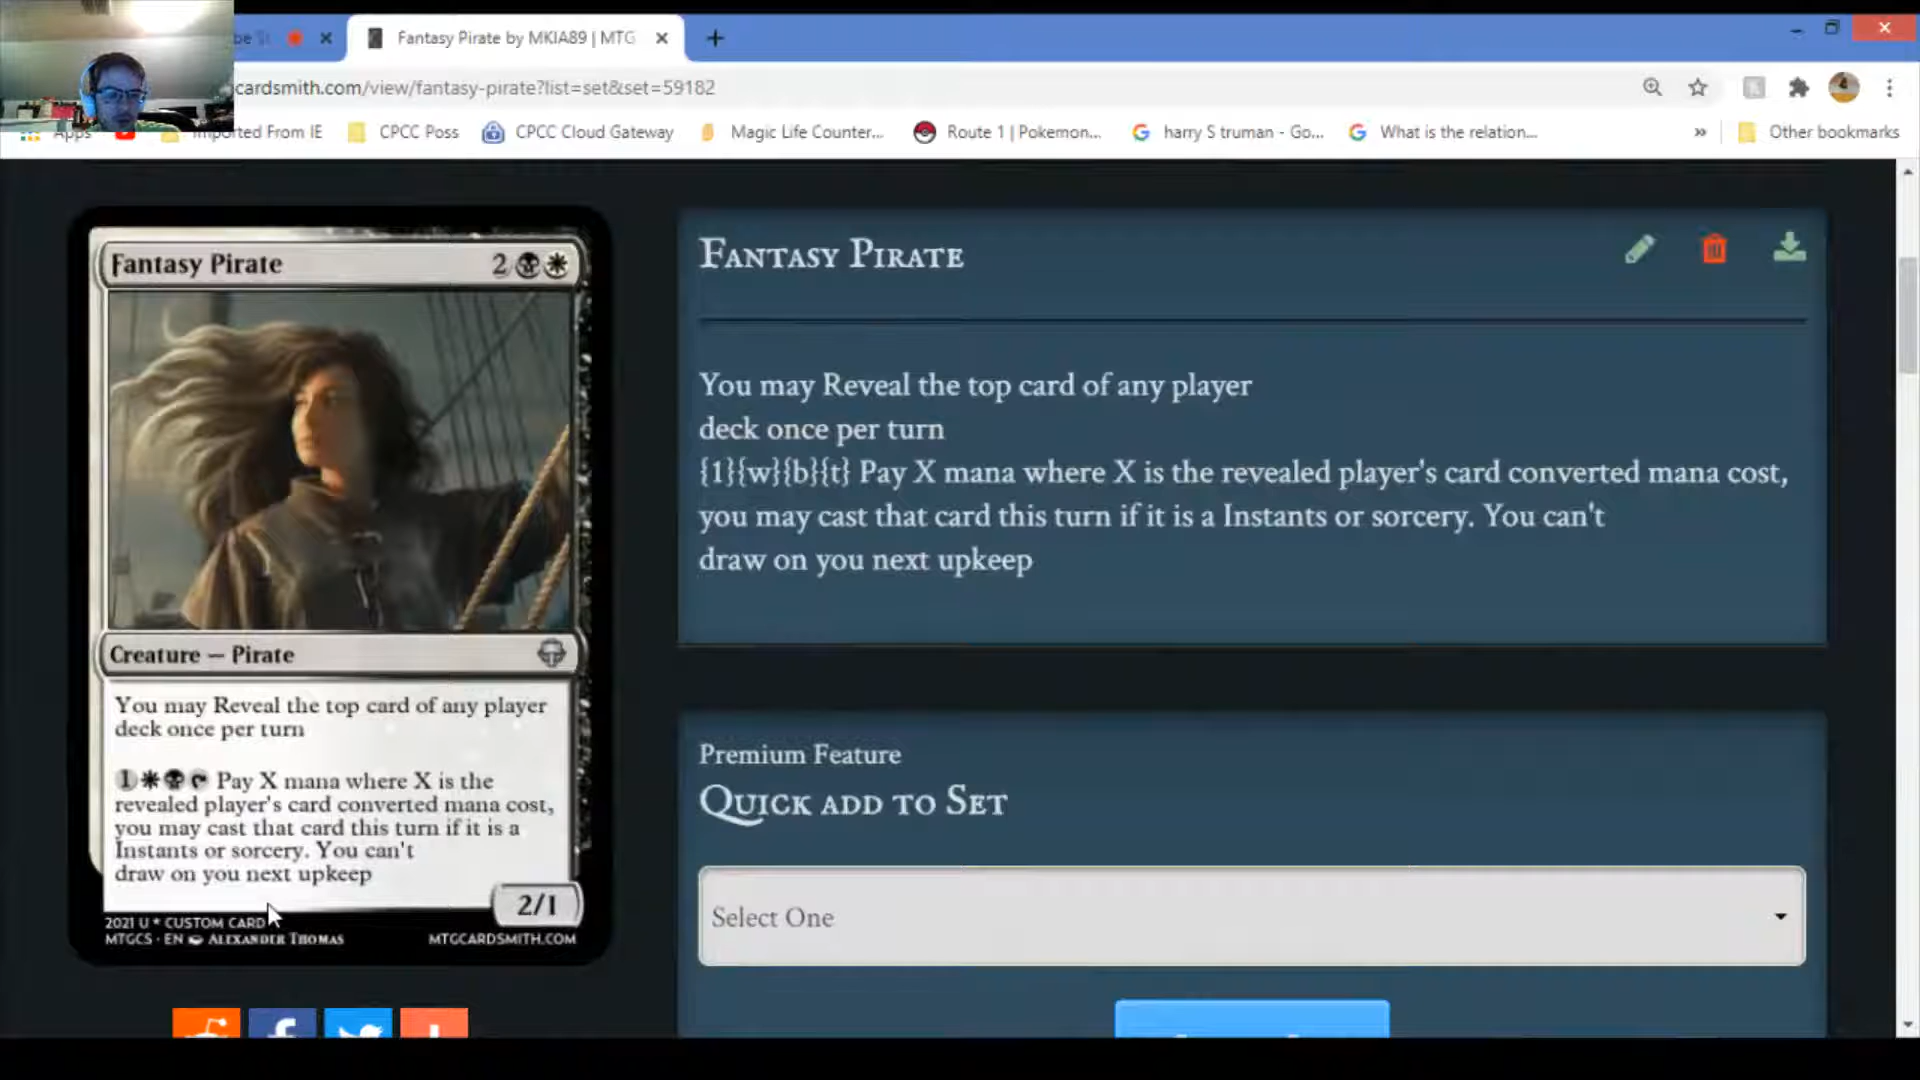 Fantasy Pirate by MKIA89 | MTG
cardsmith.com/view/fantasy-pirate?list=set&set=59182
Apps
Imported From IE
CPCC Poss
CPCC Cloud Gateway
Magic Life Counter...
Route 1 | Pokemon...
harry S truman - Go...
What is the relation...
»
Other bookmarks
Fantasy Pirate
2
Creature — Pirate
You may Reveal the top card of any player
deck once per turn
1 Pay X mana where X is the
revealed player's card converted mana cost,
you may cast that card this turn if it is a
Instants or sorcery. You can't
draw on you next upkeep
2/1
2021 U * CUSTOM CARD
MTGCS · EN ALEXANDER THOMAS
MTGCARDSMITH.COM
FANTASY PIRATE
You may Reveal the top card of any player
deck once per turn
{1}{w}{b}{t} Pay X mana where X is the revealed player's card converted mana cost,
you may cast that card this turn if it is a Instants or sorcery. You can't
draw on you next upkeep
Premium Feature
QUICK ADD TO SET
Select One